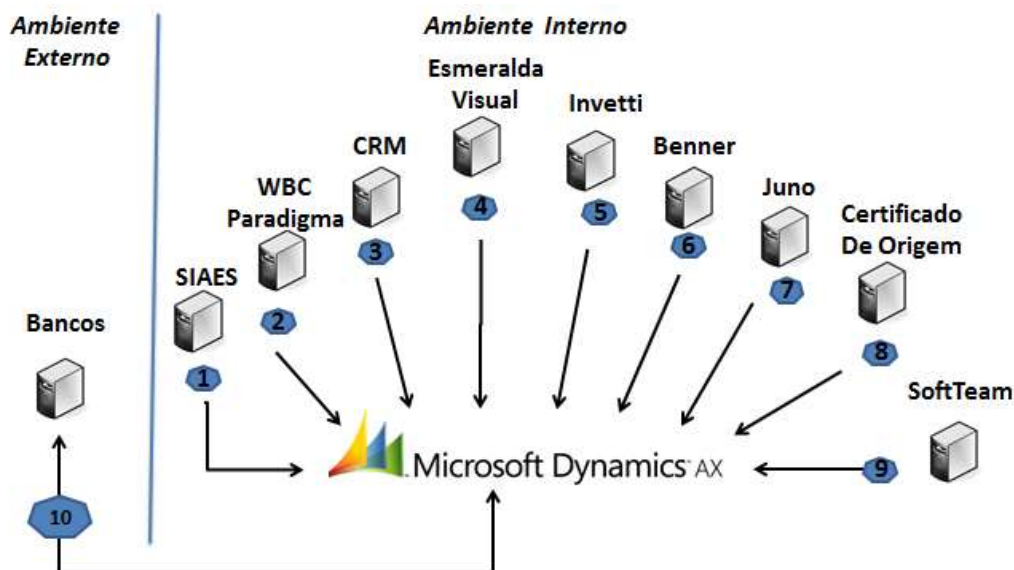 Ambiente
Externo
Ambiente Interno
Esmeralda
Visual
Invetti
CRM
Benner
WBC
Paradigma
Juno
Certificado
De Origem
SIAES
Bancos
SoftTeam
1
2
3
4
5
6
7
8
9
10
Microsoft Dynamics AX